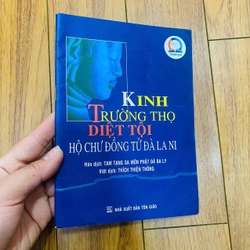 KINH
TRƯỜNG THỌ
DIỆT TỘI
HỘ CHƯ ĐỒNG TỬ ĐÀ LA NI
Hán dịch: TAM TẠNG SA MÔN PHẬT ĐÀ BA LỴ
Việt dịch: THÍCH THIỆN THÔNG
NHÀ XUẤT BẢN TÔN GIÁO